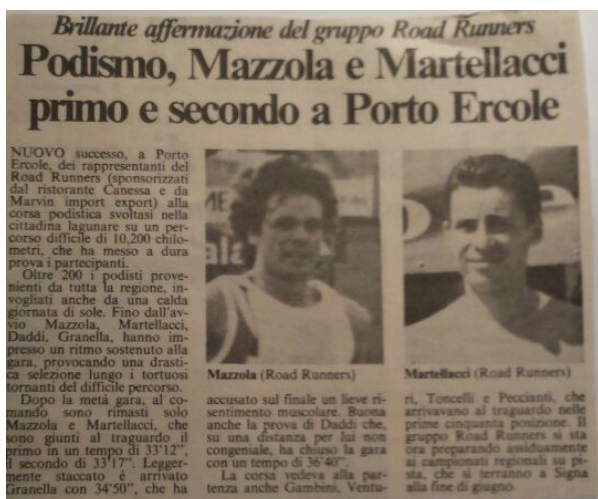 Brillante affermazione del gruppo Road Runners
Podismo, Mazzola e Martellacci
primo e secondo a Porto Ercole
NUOVO successo, a Porto
Ercole, dei rappresentanti del
Road Runners (sponsorizzati
dal ristorante Canessa e da
Marvin import export) alla
corsa podistica svoltasi nella
cittadina lagunare su un per-
corso difficile di 10,200 chilo-
metri, che ha messo a dura
prova i partecipanti.
Oltre 200 i podisti prove-
nienti da tutta la regione, in-
vogliati anche da una calda
giornata di sole. Fino dall'av-
vio Mazzola, Martellacci,
Daddi, Granella, hanno im-
presso un ritmo sostenuto alla
gara, provocando una drasti-
ca selezione lungo i tortuosi
tornanti del difficile percorso.
Dopo la metà gara, al co-
mando sono rimasti solo
Mazzola e Martellacci, che
sono giunti al traguardo il
primo in un tempo di 33'12",
il secondo di 33'17". Legger-
mente staccato è arrivato
Granella con 34'50", che ha
Mazzola (Road Runners)
accusato sul finale un lieve ri-
sentimento muscolare. Buona
anche la prova di Daddi che,
su una distanza per lui non
congeniale, ha chiuso la gara
con un tempo di 36'40".
La corsa vedeva alla par-
tenza anche Gambini, Ventu-
Martellacci (Road Runners)
ri, Toncelli e Peccianti, che
arrivavano al traguardo nelle
prime cinquanta posizione. Il
gruppo Road Runners si sta
ora preparando assiduamente
ai campionati regionali su pi-
sta, che si terranno a Signa
alla fine di giugno.